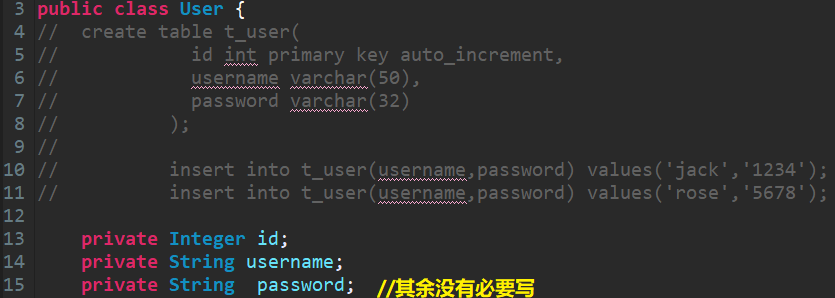 3 public class User {
4 //  create table t_user(
5 //            id int primary key auto_increment,
6 //            username varchar(50),
7 //            password varchar(32)
8 //          );
9 //
10 //          insert into t_user(username,password) values('jack','1234');
11 //          insert into t_user(username,password) values('rose','5678');
12
13     private Integer id;
14     private String username;
15     private String  password;  //其余没有必要写